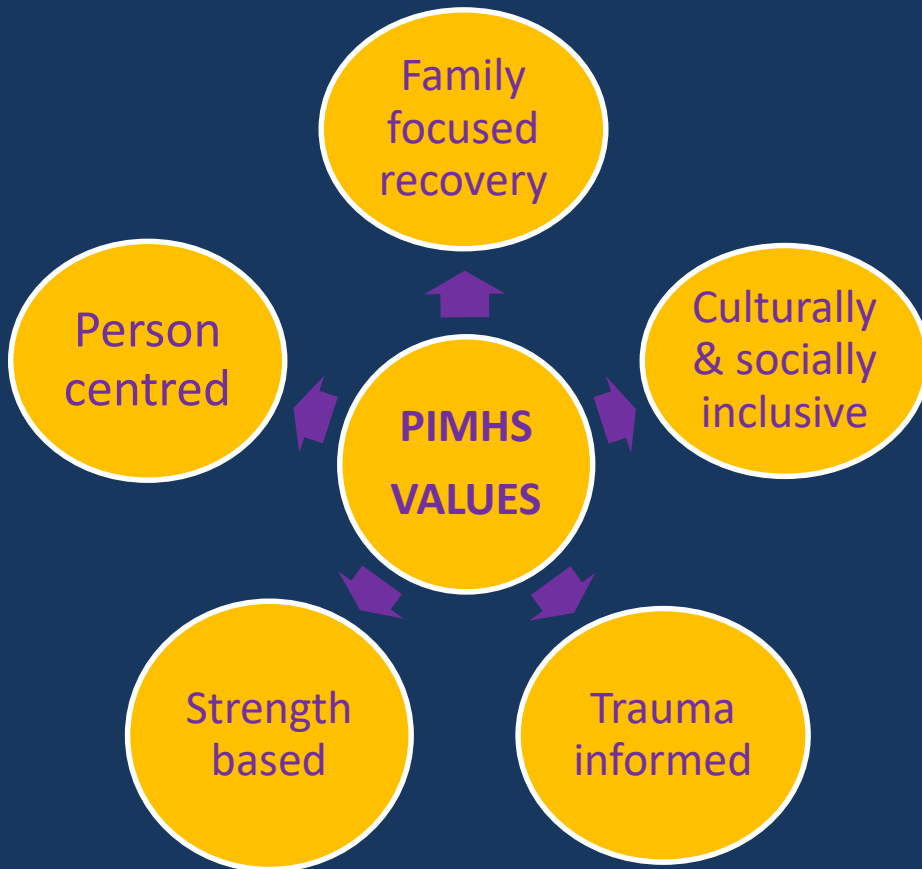 Family
focused
recovery
Person
centred
Culturally
& socially
inclusive
PIMHS
VALUES
Strength
based
Trauma
informed